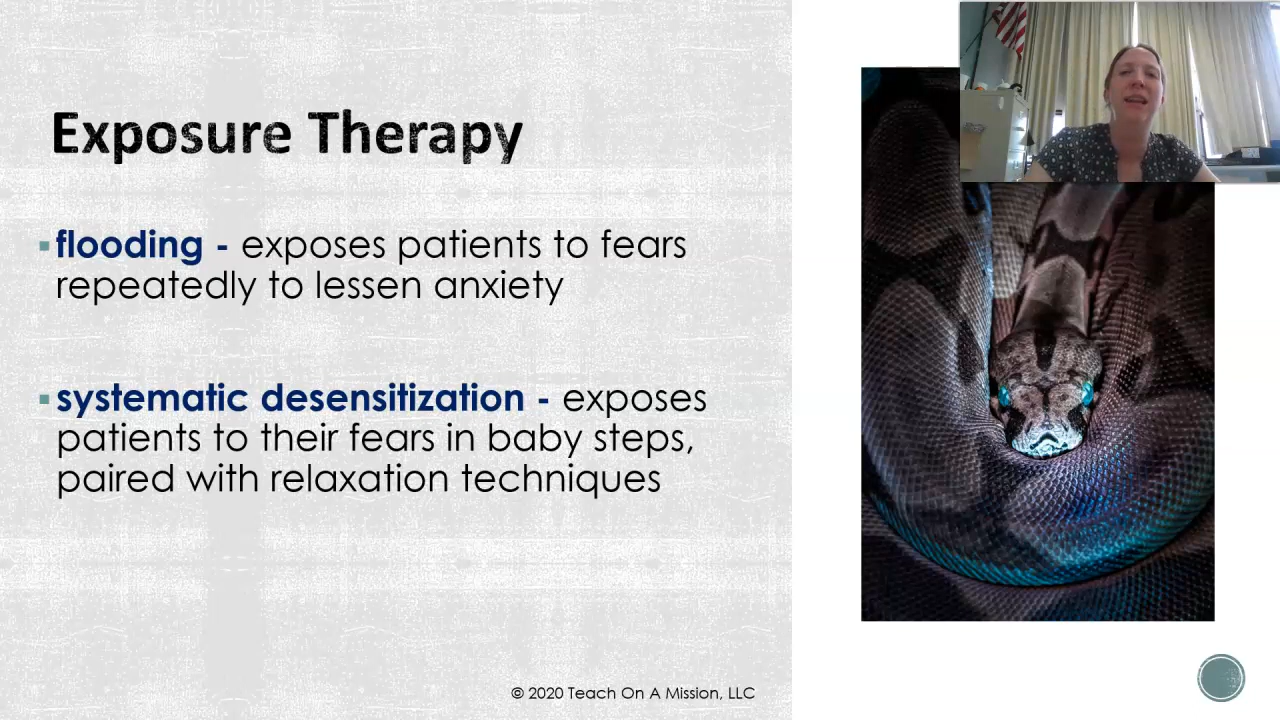 Exposure Therapy
▪flooding - exposes patients to fears
repeatedly to lessen anxiety
▪systematic desensitization - exposes
patients to their fears in baby steps,
paired with relaxation techniques
© 2020 Teach On A Mission, LLC